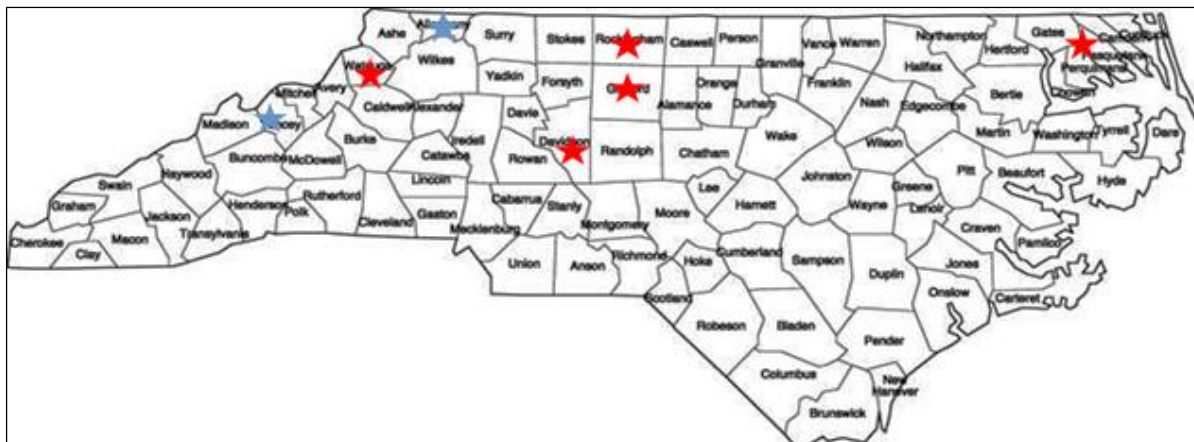 Ashe
Surry
Stokes
Caswell
Person
Vance
Warren
Northampton
Gates
Hertford
Wilkes
Granville
Halifax
Perquimans
Yadkin
Forsyth
Orange
Franklin
Mitchell
Avery
Caldwell
Alexander
Alamance
Durham
Nash
Edgecombe
Bertie
Chowan
Madison
Davie
Iredell
Burke
Wake
Martin
Washington
Tyrrell
Dare
Buncombe
McDowell
Catawba
Rowan
Randolph
Chatham
Wilson
Haywood
Pitt
Beaufort
Hyde
Swain
Lincoln
Lee
Johnston
Greene
Graham
Henderson
Rutherford
Cabarrus
Stanly
Harnett
Wayne
Lenoir
Jackson
Polk
Cleveland
Gaston
Montgomery
Moore
Craven
Transylvania
Mecklenburg
Cherokee
Macon
Pamlico
Clay
Union
Anson
Richmond
Hoke
Cumberland
Sampson
Duplin
Jones
Scotland
Onslow
Carteret
Robeson
Bladen
Pender
Columbus
New
Hanover
Brunswick